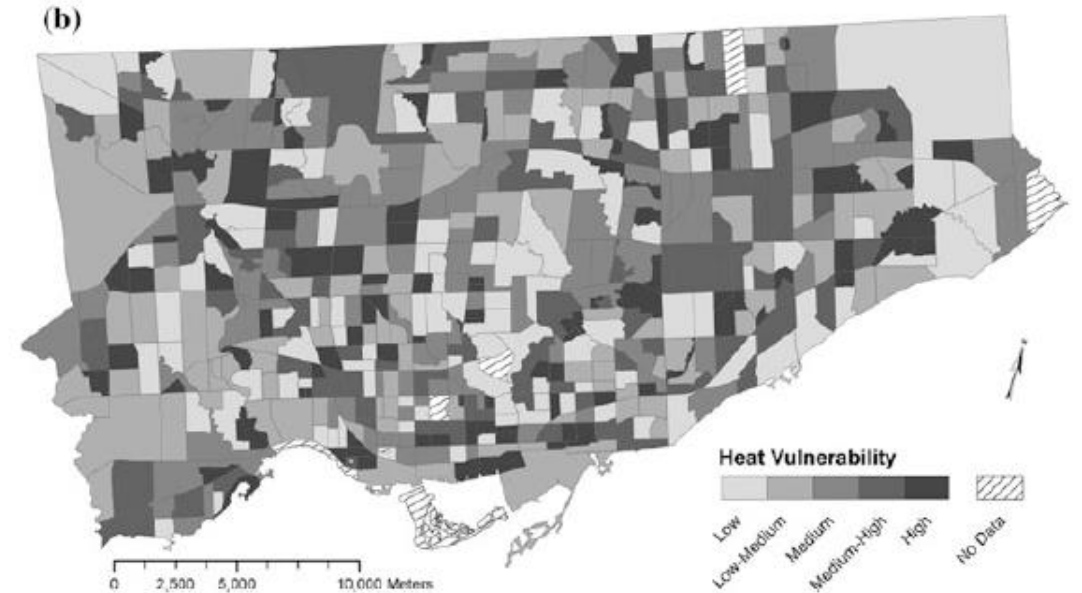 (b)
Heat Vulnerability
Low
Low-Medium
Medium
Medium-High
High
No Data
0 2,500 5,000 10,000 Meters